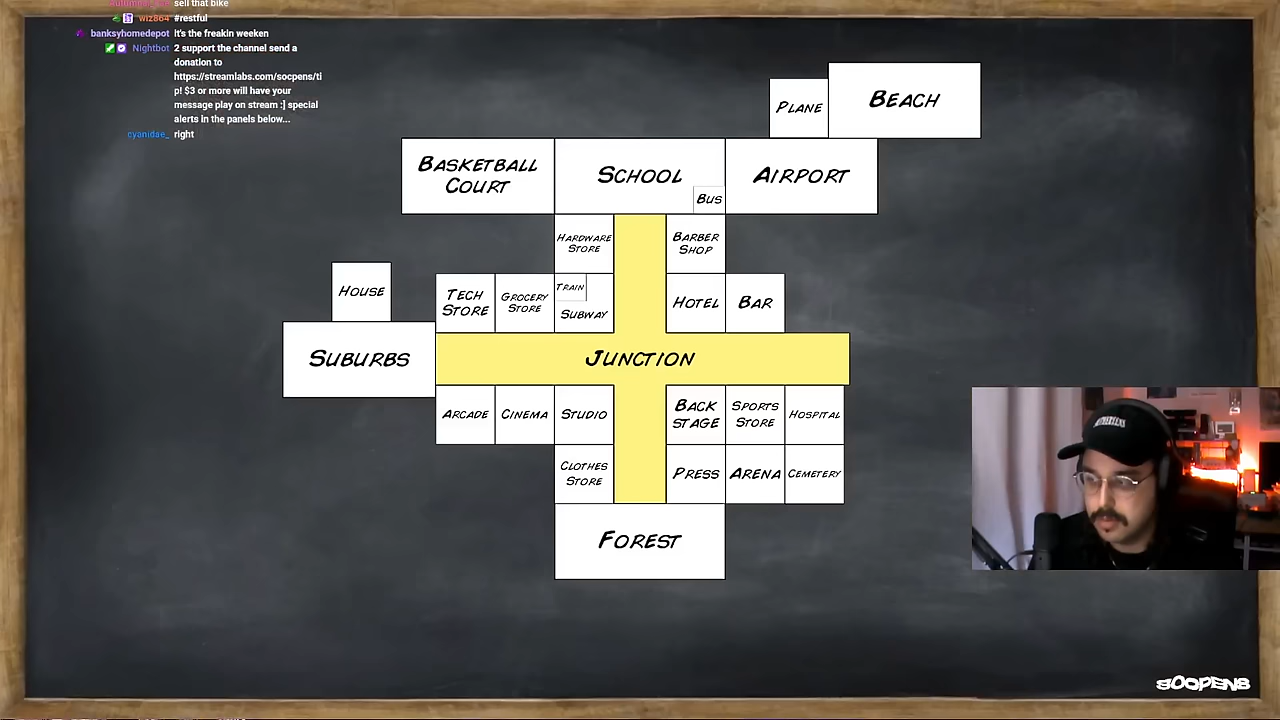 sell that bike
wiz864 #restful
banksyhomedepot it's the freakin weeken
Nightbot 2 support the channel send a
donation to
https://streamlabs.com/socpens/ti
p! $3 or more will have your
message play on stream :] special
alerts in the panels below...
cyanidae_ right
PLANE
BEACH
BASKETBALL
COURT
SCHOOL
BUS
AIRPORT
HARDWARE
STORE
BARBER
SHOP
HOUSE
TECH
STORE
GROCERY
STORE
TRAIN
SUBWAY
HOTEL
BAR
SUBURBS
JUNCTION
ARCADE
CINEMA
STUDIO
BACK
STAGE
SPORTS
STORE
HOSPITAL
CLOTHES
STORE
PRESS
ARENA
CEMETERY
FOREST
SOCPENS